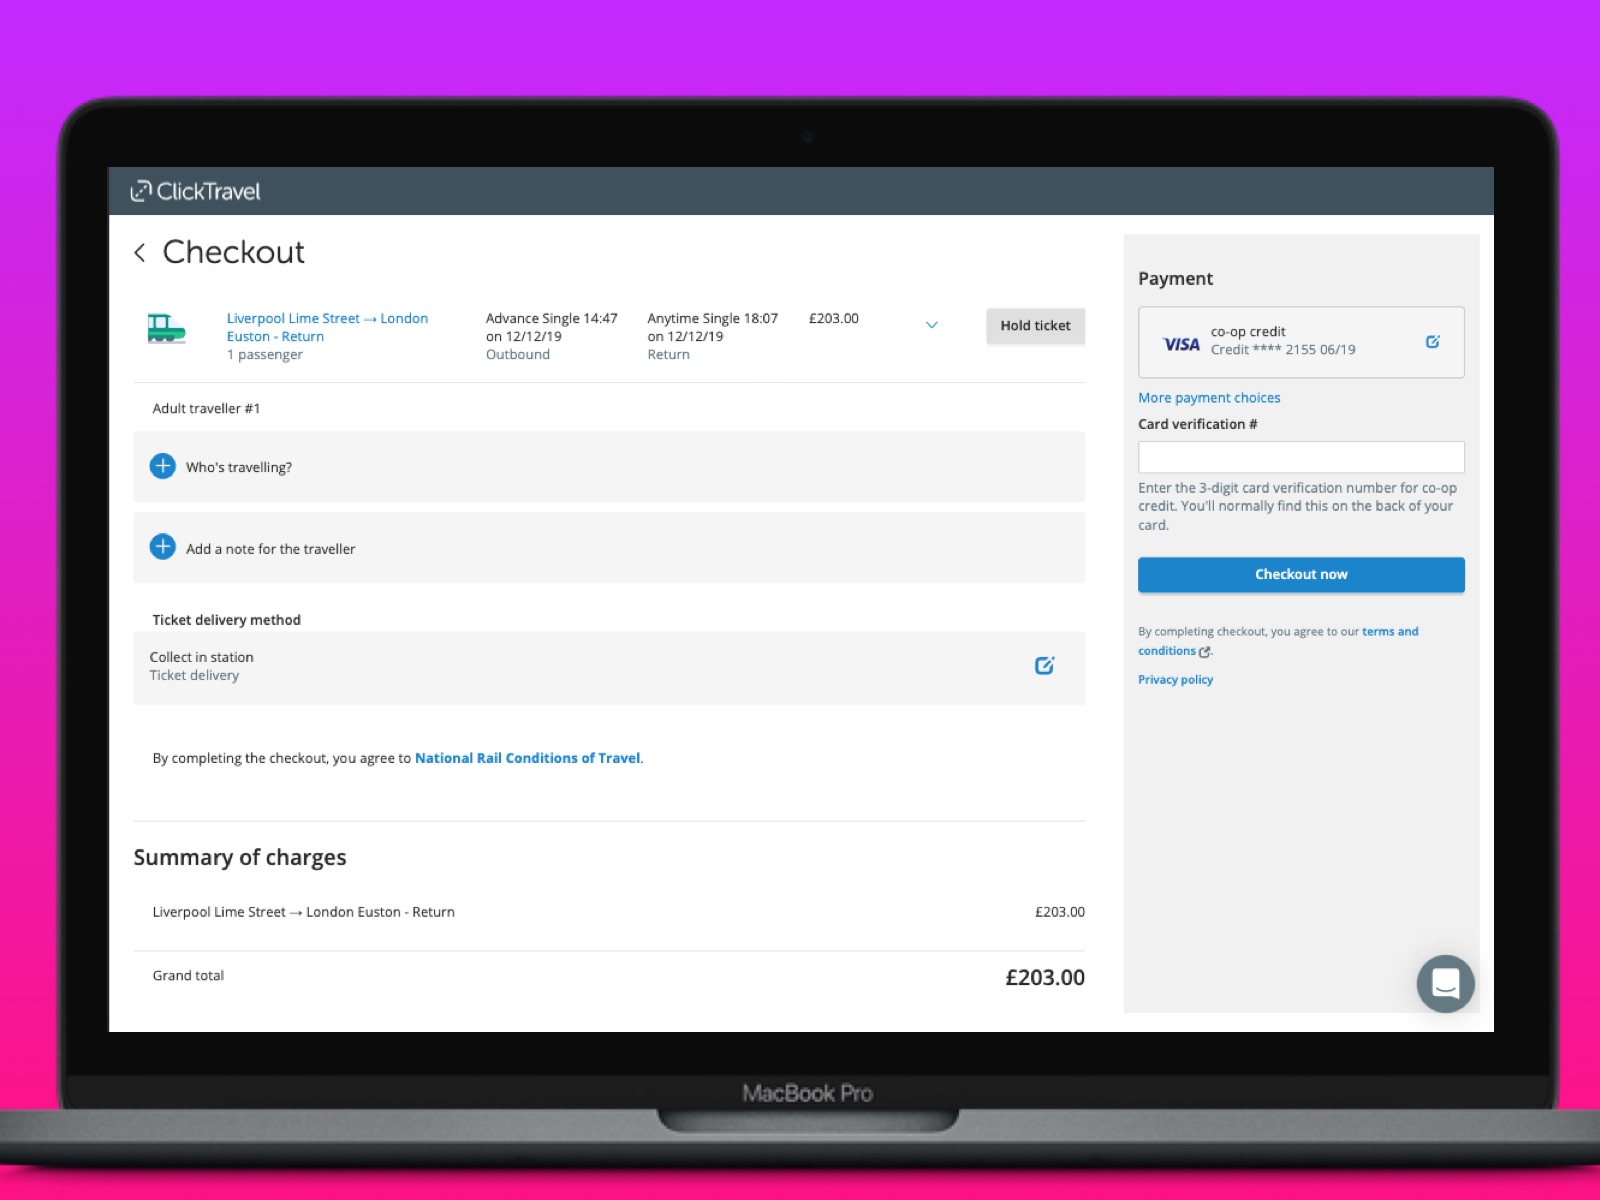 ClickTravel
Checkout
Liverpool Lime Street → London
Euston - Return
1 passenger
Advance Single 14:47
on 12/12/19
Outbound
Anytime Single 18:07
on 12/12/19
Return
£203.00
Hold ticket
Adult traveller #1
Who's travelling?
Add a note for the traveller
Ticket delivery method
Collect in station
Ticket delivery
By completing the checkout, you agree to National Rail Conditions of Travel.
Summary of charges
Liverpool Lime Street → London Euston - Return
£203.00
Grand total
£203.00
Payment
VISA
co-op credit
Credit **** 2155 06/19
More payment choices
Card verification #
Enter the 3-digit card verification number for co-op
credit. You'll normally find this on the back of your
card.
Checkout now
By completing checkout, you agree to our terms and
conditions.
Privacy policy
MacBook Pro